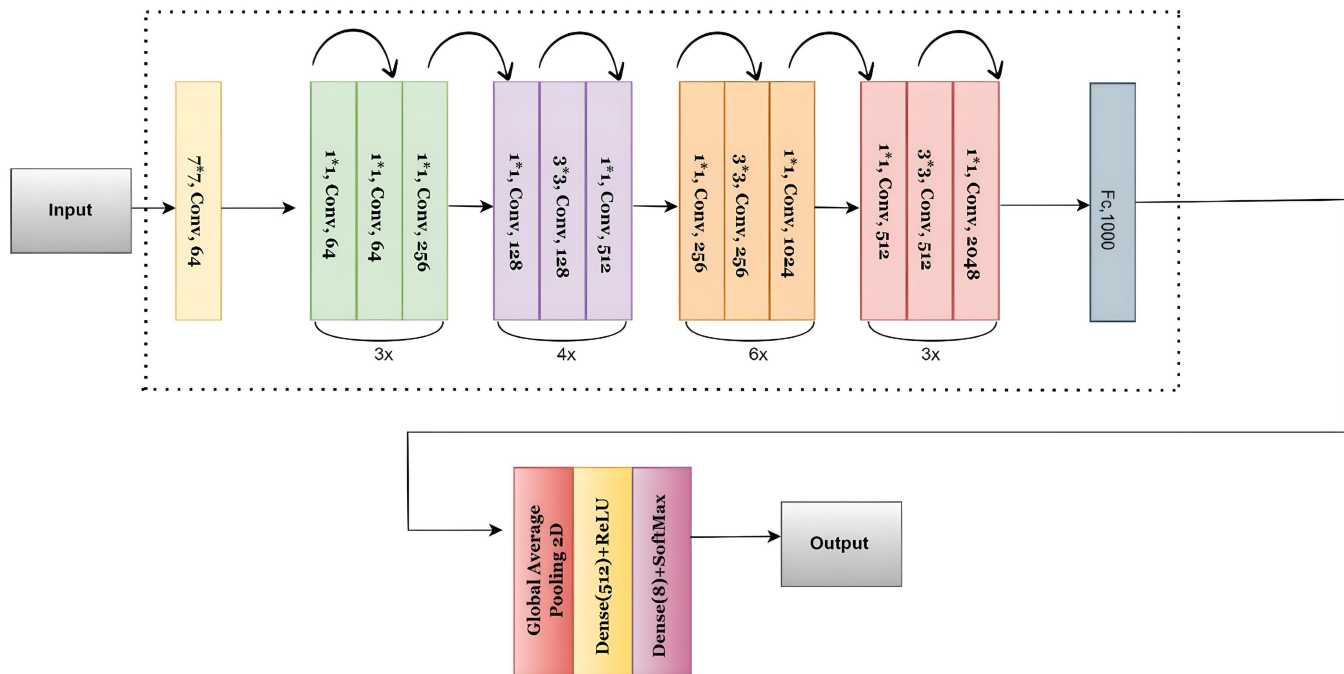 Input
7*7, Conv, 64
1*1, Conv, 64
1*1, Conv, 64
1*1, Conv, 256
3x
1*1, Conv, 128
3*3, Conv, 128
1*1, Conv, 512
4x
1*1, Conv, 256
3*3, Conv, 256
1*1, Conv, 1024
6x
1*1, Conv, 512
3*3, Conv, 512
1*1, Conv, 2048
3x
Fc,1000
Global Average
Pooling 2D
Dense(512)+ReLU
Dense(8)+SoftMax
Output